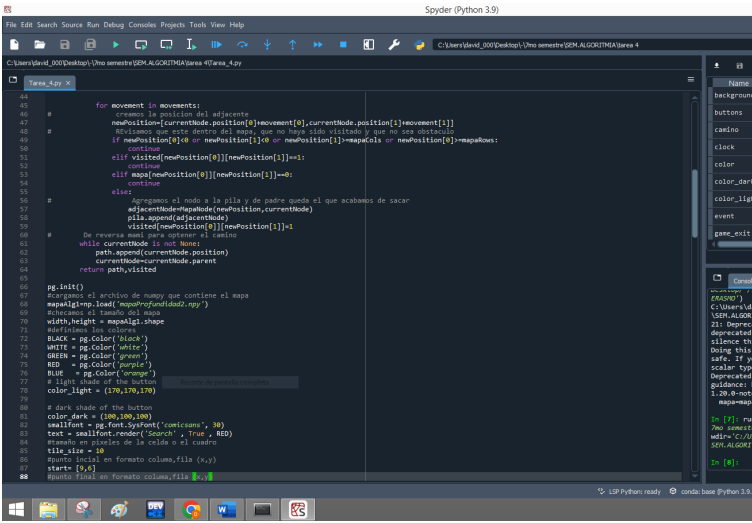 Spyder (Python 3.9)
File Edit Search Source Run Debug Consoles Projects Tools View Help
C:\Users\david_000\Desktop\-\7mo semestre\SEM.ALGORITMIA\tarea 4
C:\Users\david_000\Desktop\-\7mo semestre\SEM.ALGORITMIA\tarea 4\Tarea_4.py
Tarea_4.py
44
45 for movement in movements:
46 # creamos la posicion del adjacente
47 newPosition=[currentNode.position[0]+movement[0],currentNode.position[1]+movement[1]]
48 # REvisamos que este dentro del mapa, que no haya sido visitado y que no sea obstaculo
49 if newPosition[0]<0 or newPosition[1]<0 or newPosition[1]>=mapaCols or newPosition[0]>=mapaRows:
50 continue
51 elif visited[newPosition[0]][newPosition[1]]==1:
52 continue
53 elif mapa[newPosition[0]][newPosition[1]]==0:
54 continue
55 else:
56 # Agregamos el nodo a la pila y de padre queda el que acabamos de sacar
57 adjacentNode=MapaNode(newPosition,currentNode)
58 pila.append(adjacentNode)
59 visited[newPosition[0]][newPosition[1]]=1
60 # De reversa mami para optener el camino
61 while currentNode is not None:
62 path.append(currentNode.position)
63 currentNode=currentNode.parent
64 return path,visited
65
66 pg.init()
67 #cargamos el archivo de numpy que contiene el mapa
68 mapaAlg1=np.load('mapaProfundidad2.npy')
69 #checamos el tamaño del mapa
70 width,height = mapaAlg1.shape
71 #definimos los colores
72 BLACK = pg.Color('black')
73 WHITE = pg.Color('white')
74 GREEN = pg.Color('green')
75 RED = pg.Color('purple')
76 BLUE = pg.Color('orange')
77 # light shade of the button
78 color_light = (170,170,170)
79
80 # dark shade of the button
81 color_dark = (100,100,100)
82 smallfont = pg.font.SysFont('comicsans', 30)
83 text = smallfont.render('Search' , True , RED)
84 #tamaño en pixeles de la celda o el cuadro
85 tile_size = 10
86 #punto incial en formato columa,fila (x,y)
87 start= [9,6]
88 #punto final en formato columa,fila (x,y)
Name
background
buttons
camino
clock
color
color_dark
color_ligh
event
game_exit
Consol
ERASMO')
C:\Users\da
\SEM.ALGOR
21: Deprec
deprecated
silence th
Doing this
safe. If y
scalar type
Deprecated
guidance:
1.20.0-not
mapa=map
In [7]: ru
7mo semest
wdir='C:/U
SEM.ALGORI
In [8]:
LSP Python: ready conda: base (Python 3.9.
DEV